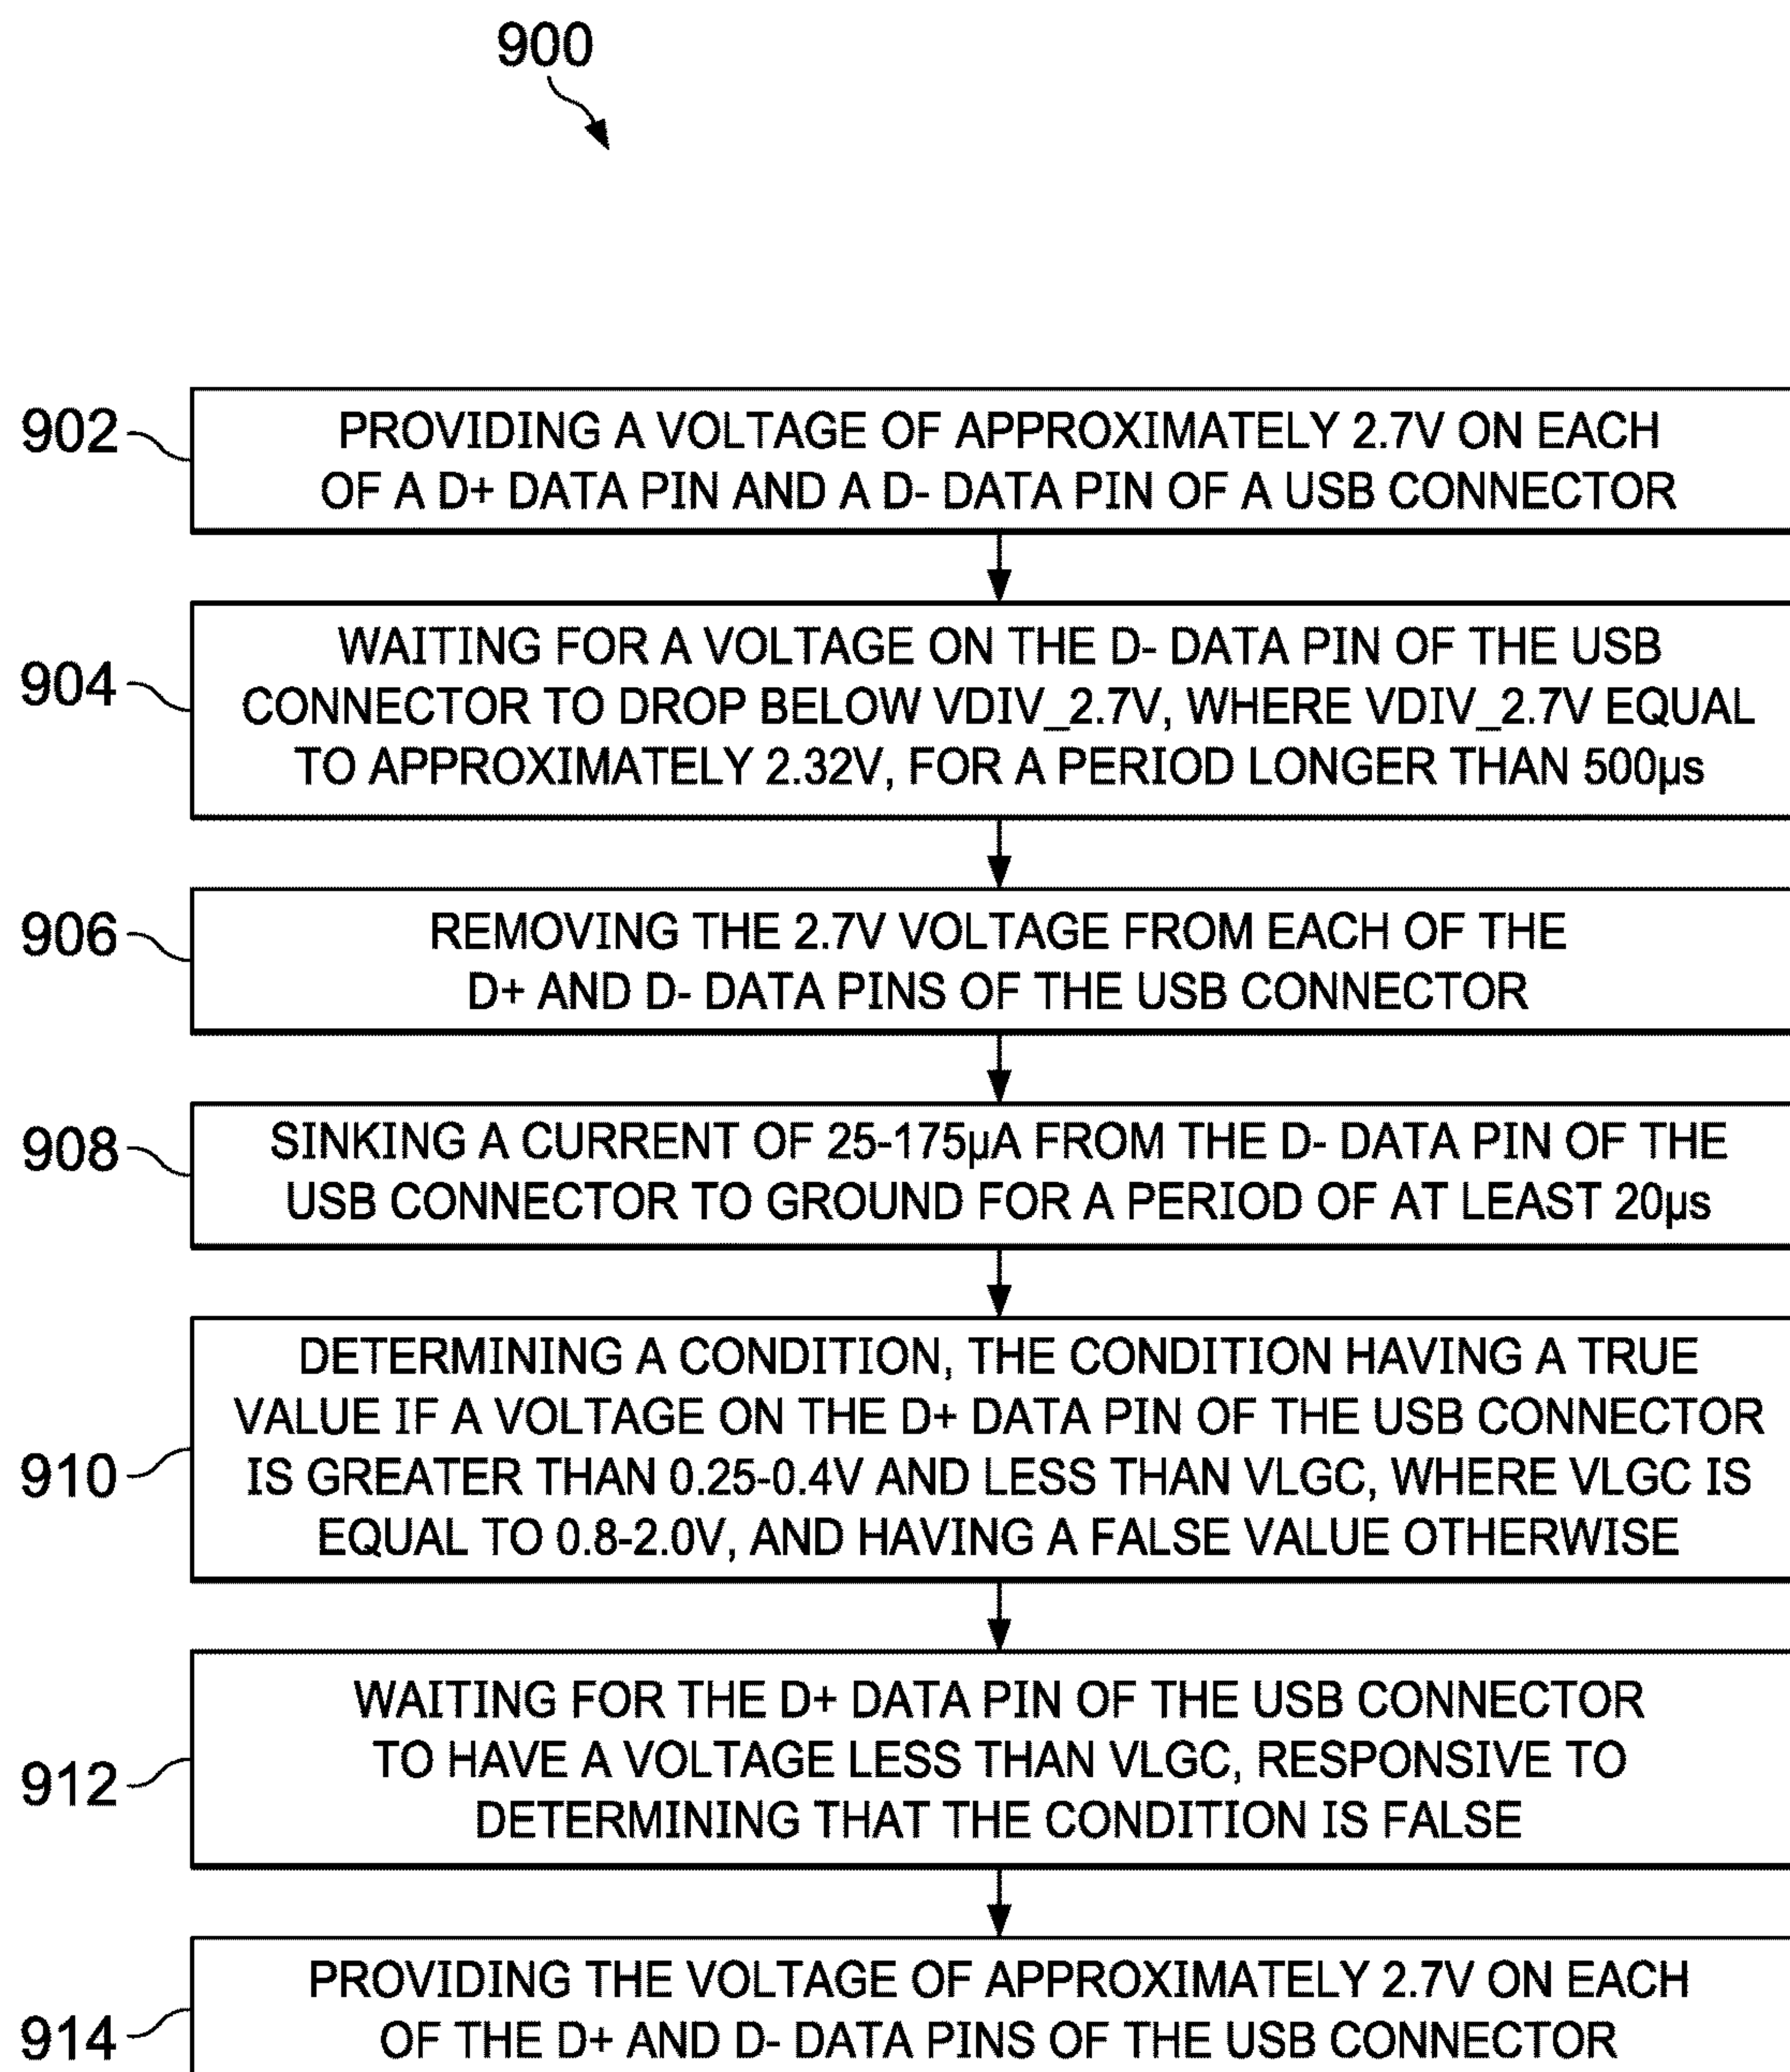 900
902
PROVIDING A VOLTAGE OF APPROXIMATELY 2.7V ON EACH
OF A D+ DATA PIN AND A D- DATA PIN OF A USB CONNECTOR
904
WAITING FOR A VOLTAGE ON THE D- DATA PIN OF THE USB
CONNECTOR TO DROP BELOW VDIV_2.7V, WHERE VDIV_2.7V EQUAL
TO APPROXIMATELY 2.32V, FOR A PERIOD LONGER THAN 500µs
906
REMOVING THE 2.7V VOLTAGE FROM EACH OF THE
D+ AND D- DATA PINS OF THE USB CONNECTOR
908
SINKING A CURRENT OF 25-175µA FROM THE D- DATA PIN OF THE
USB CONNECTOR TO GROUND FOR A PERIOD OF AT LEAST 20µs
910
DETERMINING A CONDITION, THE CONDITION HAVING A TRUE
VALUE IF A VOLTAGE ON THE D+ DATA PIN OF THE USB CONNECTOR
IS GREATER THAN 0.25-0.4V AND LESS THAN VLGC, WHERE VLGC IS
EQUAL TO 0.8-2.0V, AND HAVING A FALSE VALUE OTHERWISE
912
WAITING FOR THE D+ DATA PIN OF THE USB CONNECTOR
TO HAVE A VOLTAGE LESS THAN VLGC, RESPONSIVE TO
DETERMINING THAT THE CONDITION IS FALSE
914
PROVIDING THE VOLTAGE OF APPROXIMATELY 2.7V ON EACH
OF THE D+ AND D- DATA PINS OF THE USB CONNECTOR